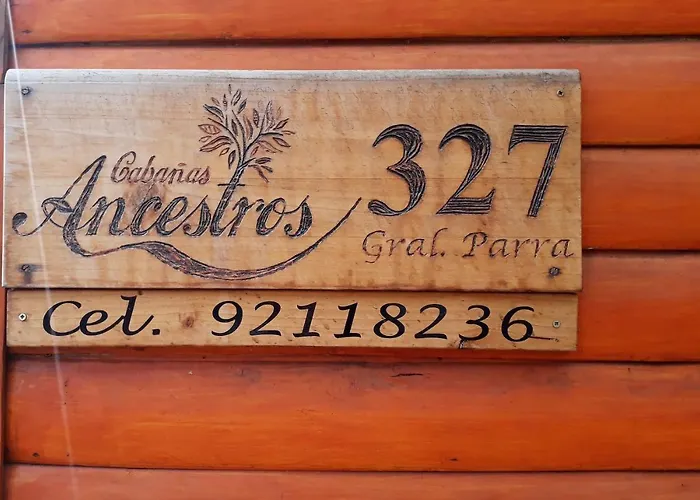 Cabañas
Ancestros
327
Gral. Parra
Cel. 92118236